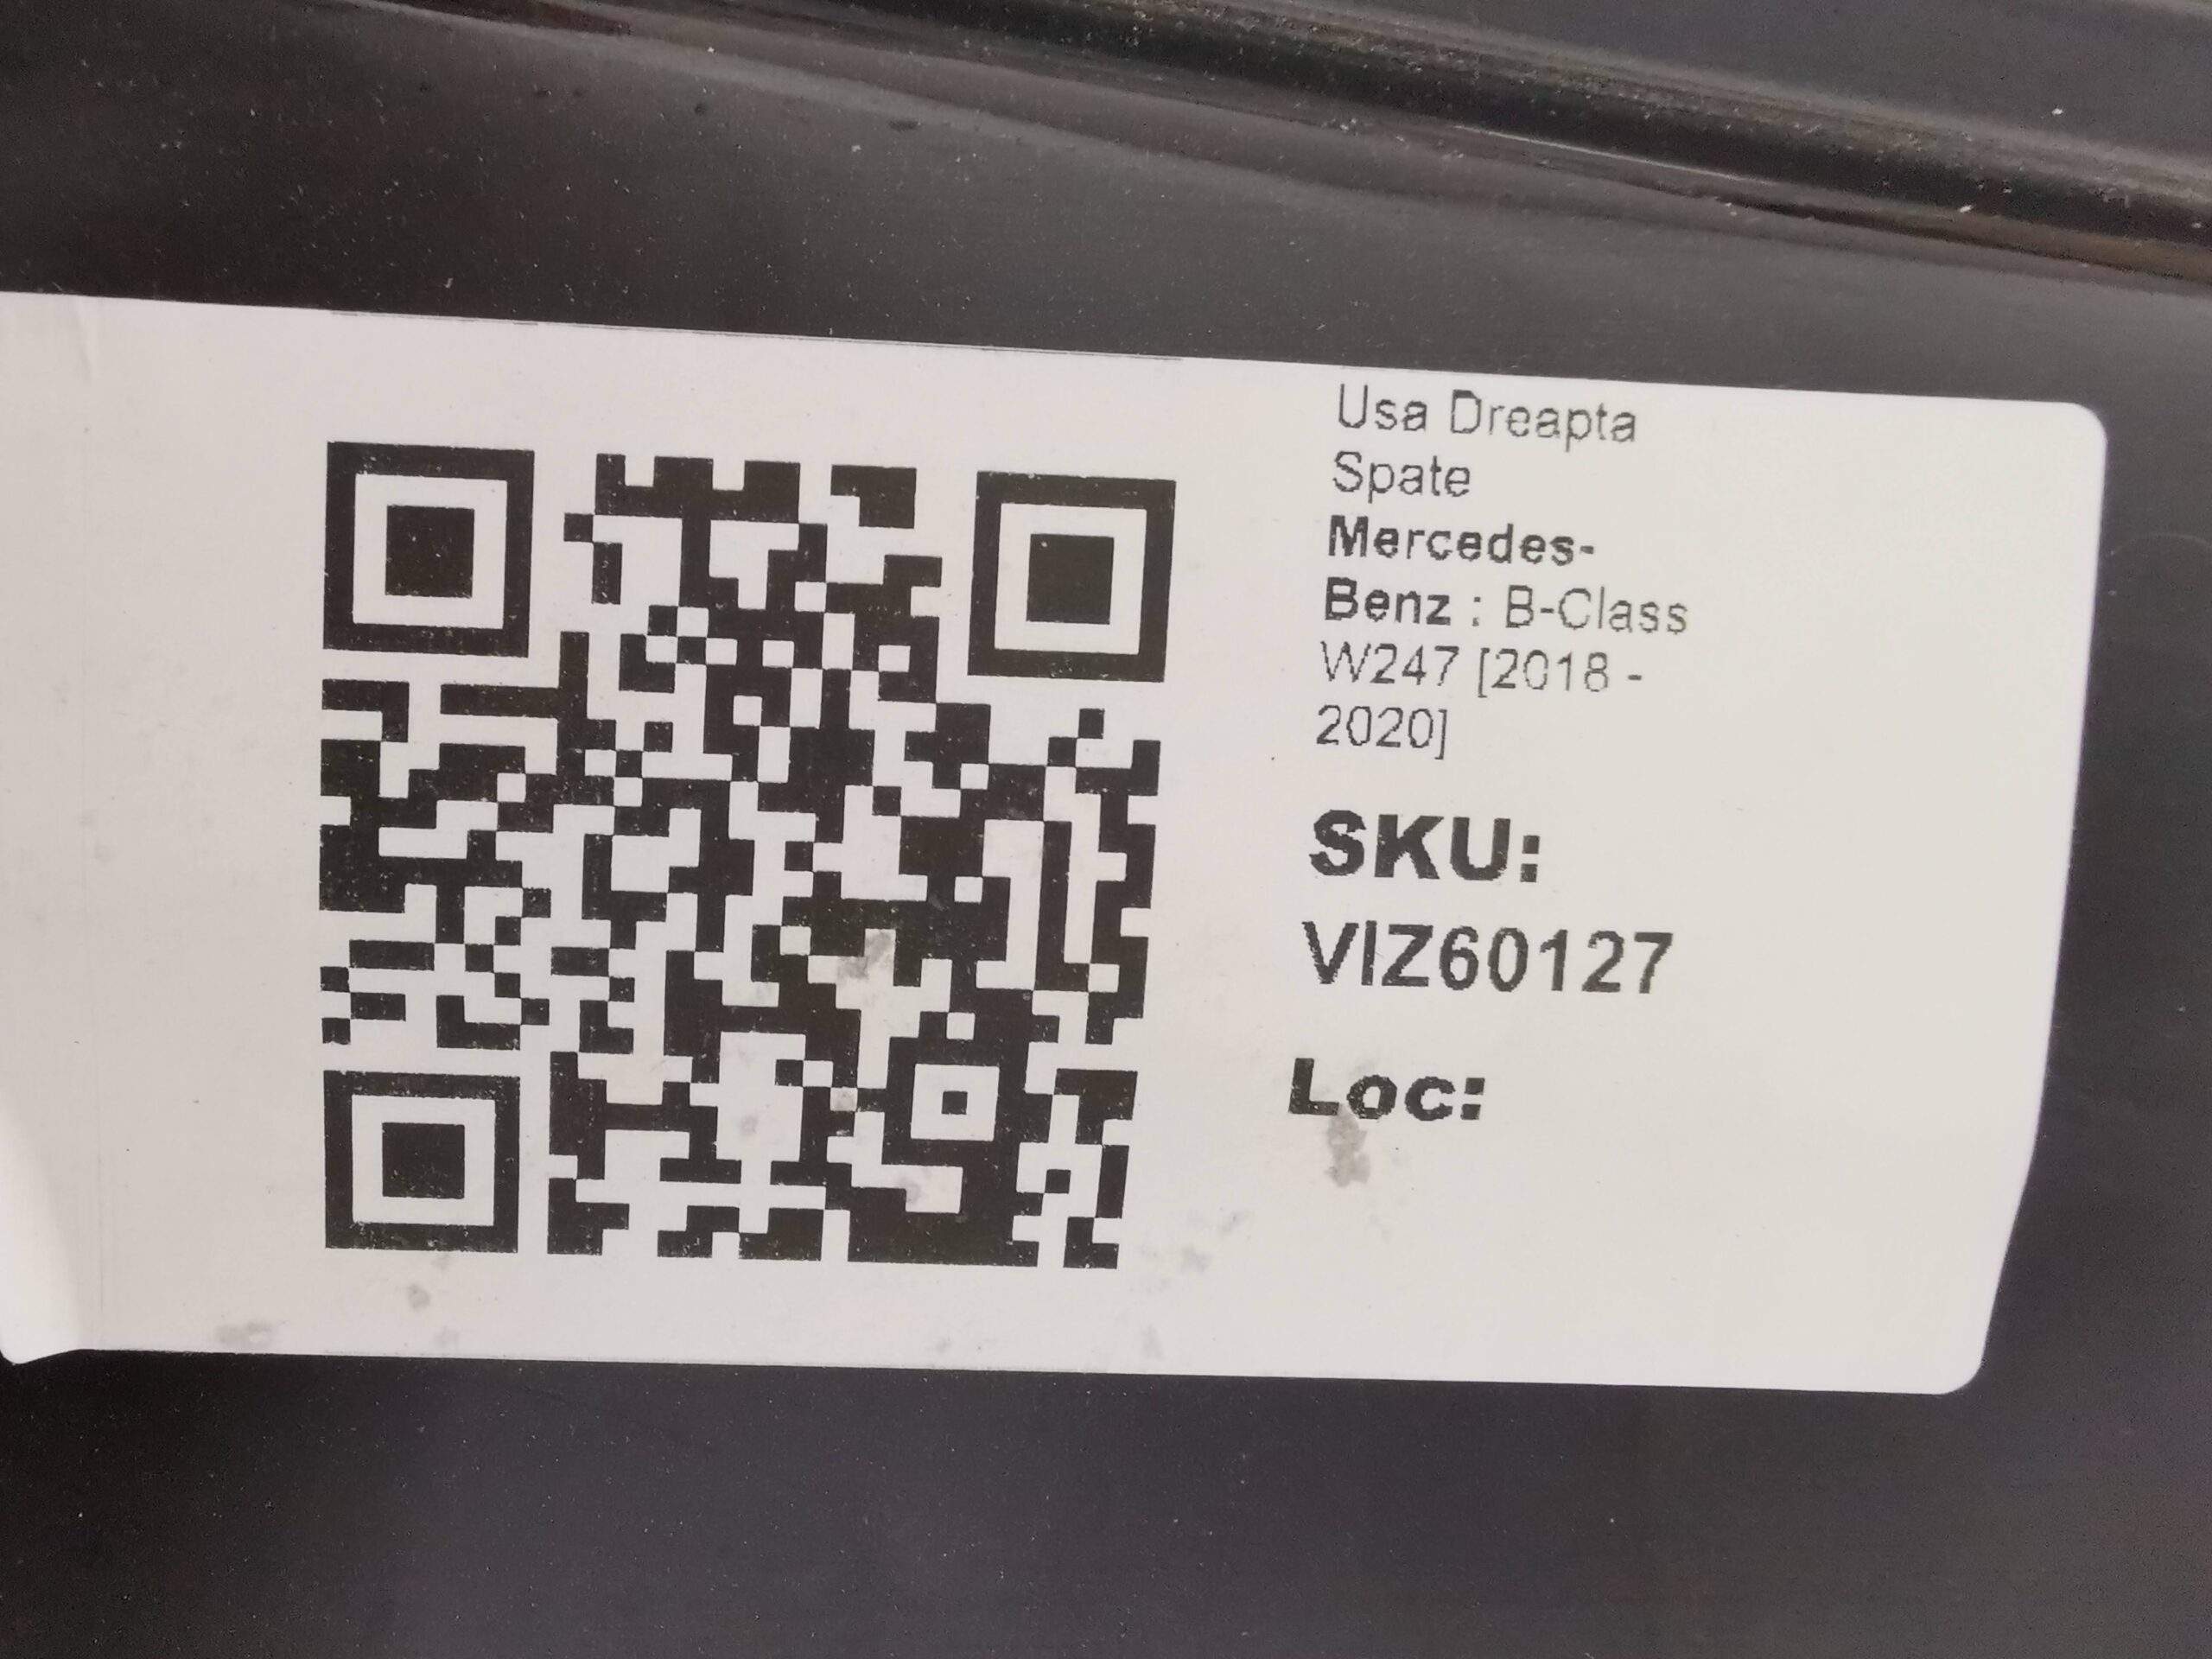 Usa Dreapta
Spate
Mercedes-
Benz : B-Class
W247 [2018 -
2020]
SKU:
VIZ60127
Loc: